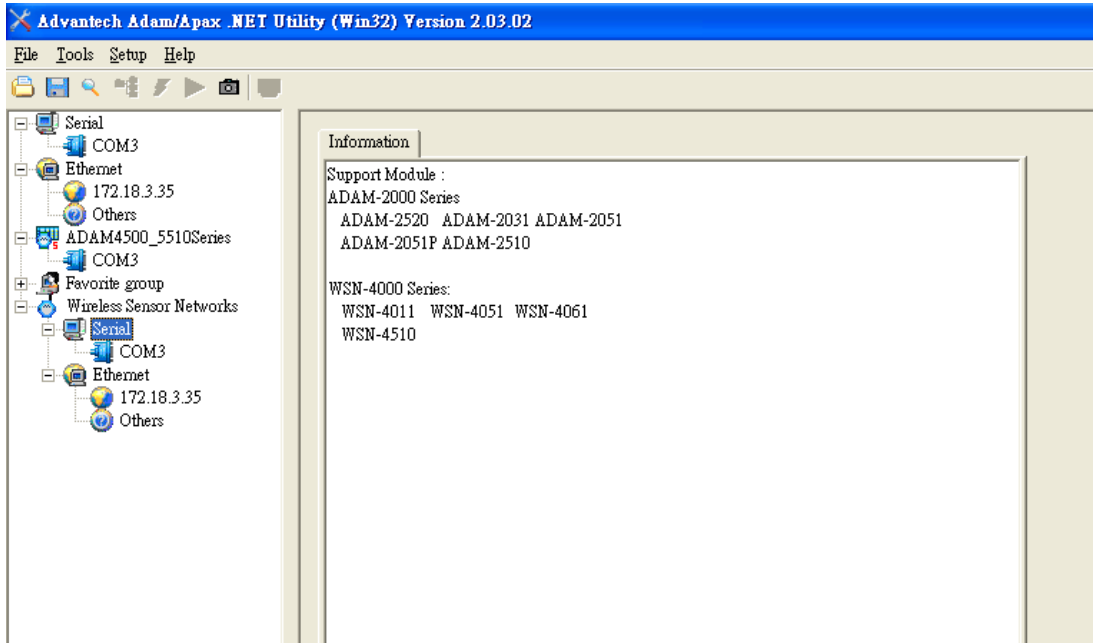 Advantech Adam/Apax .NET Utility (Win32) Version 2.03.02
File Tools Setup Help
Serial
COM3
Ethernet
172.18.3.35
Others
ADAM4500_5510Series
COM3
Favorite group
Wireless Sensor Networks
Serial
COM3
Ethernet
172.18.3.35
Others
Information
Support Module :
ADAM-2000 Series
ADAM-2520 ADAM-2031 ADAM-2051
ADAM-2051P ADAM-2510
WSN-4000 Series:
WSN-4011 WSN-4051 WSN-4061
WSN-4510